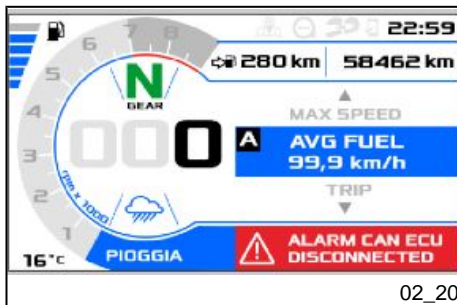 22:59
7 8
6
5
4
3
2
1
rpm x 1000
N
GEAR
280 km
58462 km
MAX SPEED
000
A
AVG FUEL
99,9 km/h
TRIP
16°C
PIOGGIA
ALARM CAN ECU
DISCONNECTED
02_20